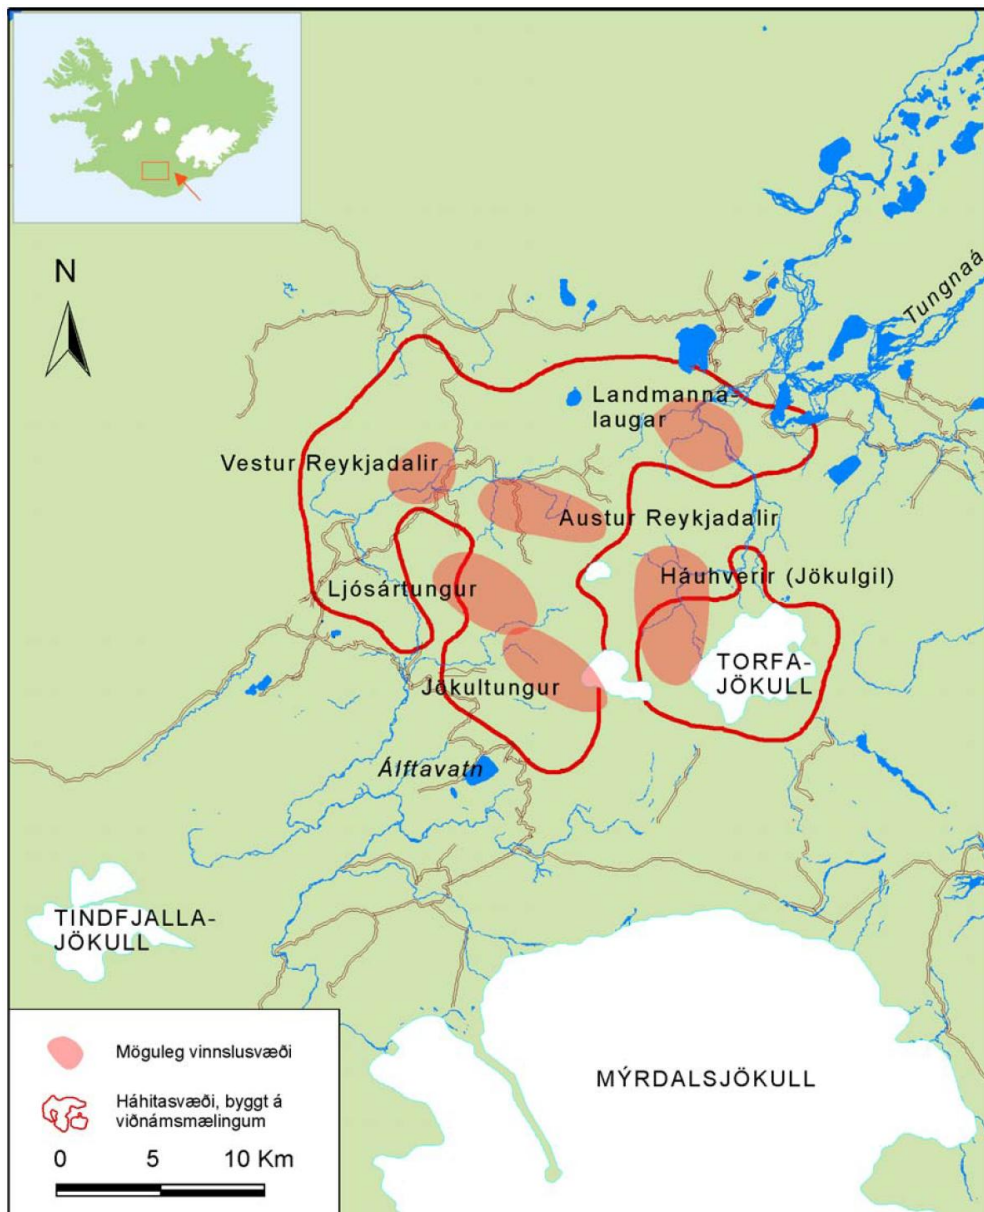 N
Tungnaá
Landmanna-
laugar
Vestur Reykjadalir
Austur Reykjadalir
Háuhverir (Jökulgil)
Ljósártungur
TORFA-
JÖKULL
Jökultungur
Álftavatn
TINDFJALLA-
JÖKULL
MÝRDALSJÖKULL
Möguleg vinnslusvæði
Háhitasvæði, byggt á
viðnámsmælingum
0 5 10 Km